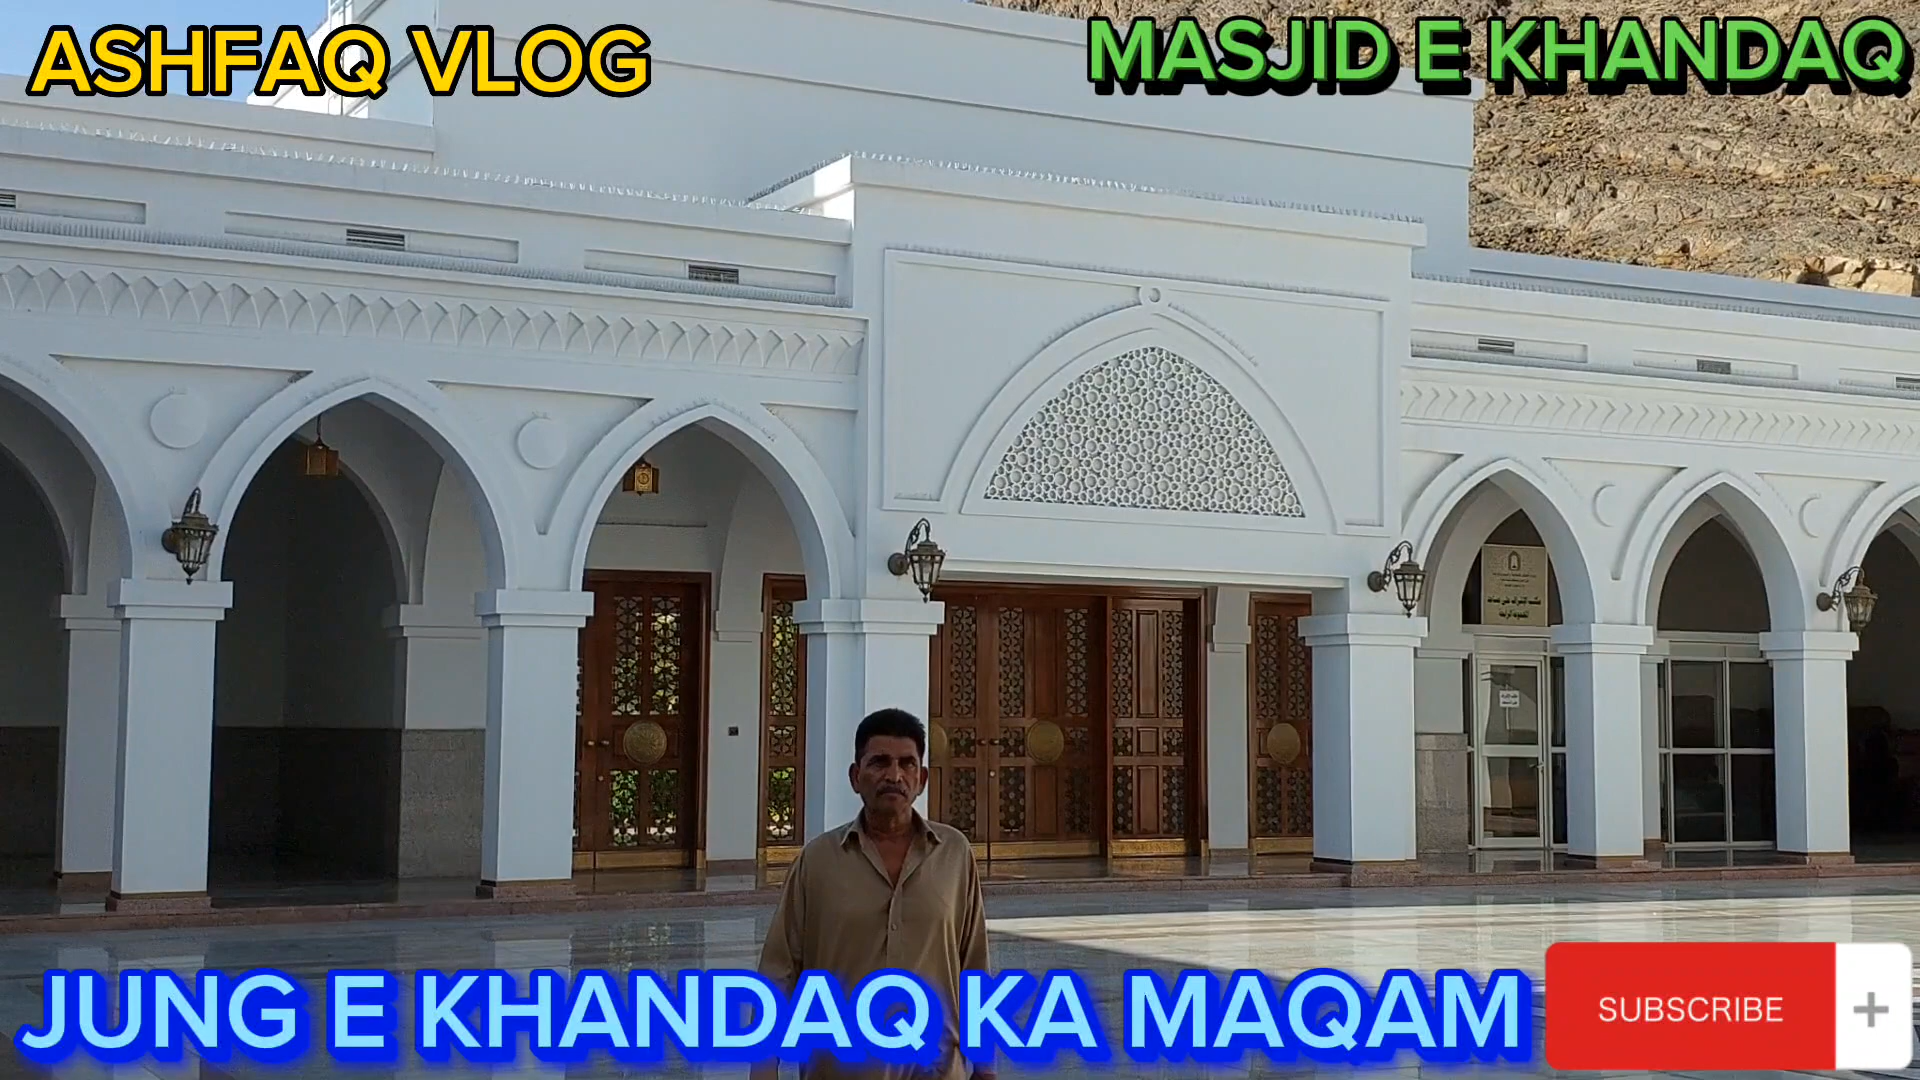 ASHFAQ VLOG
MASJID E KHANDAQ
JUNG E KHANDAQ KA MAQAM
SUBSCRIBE +